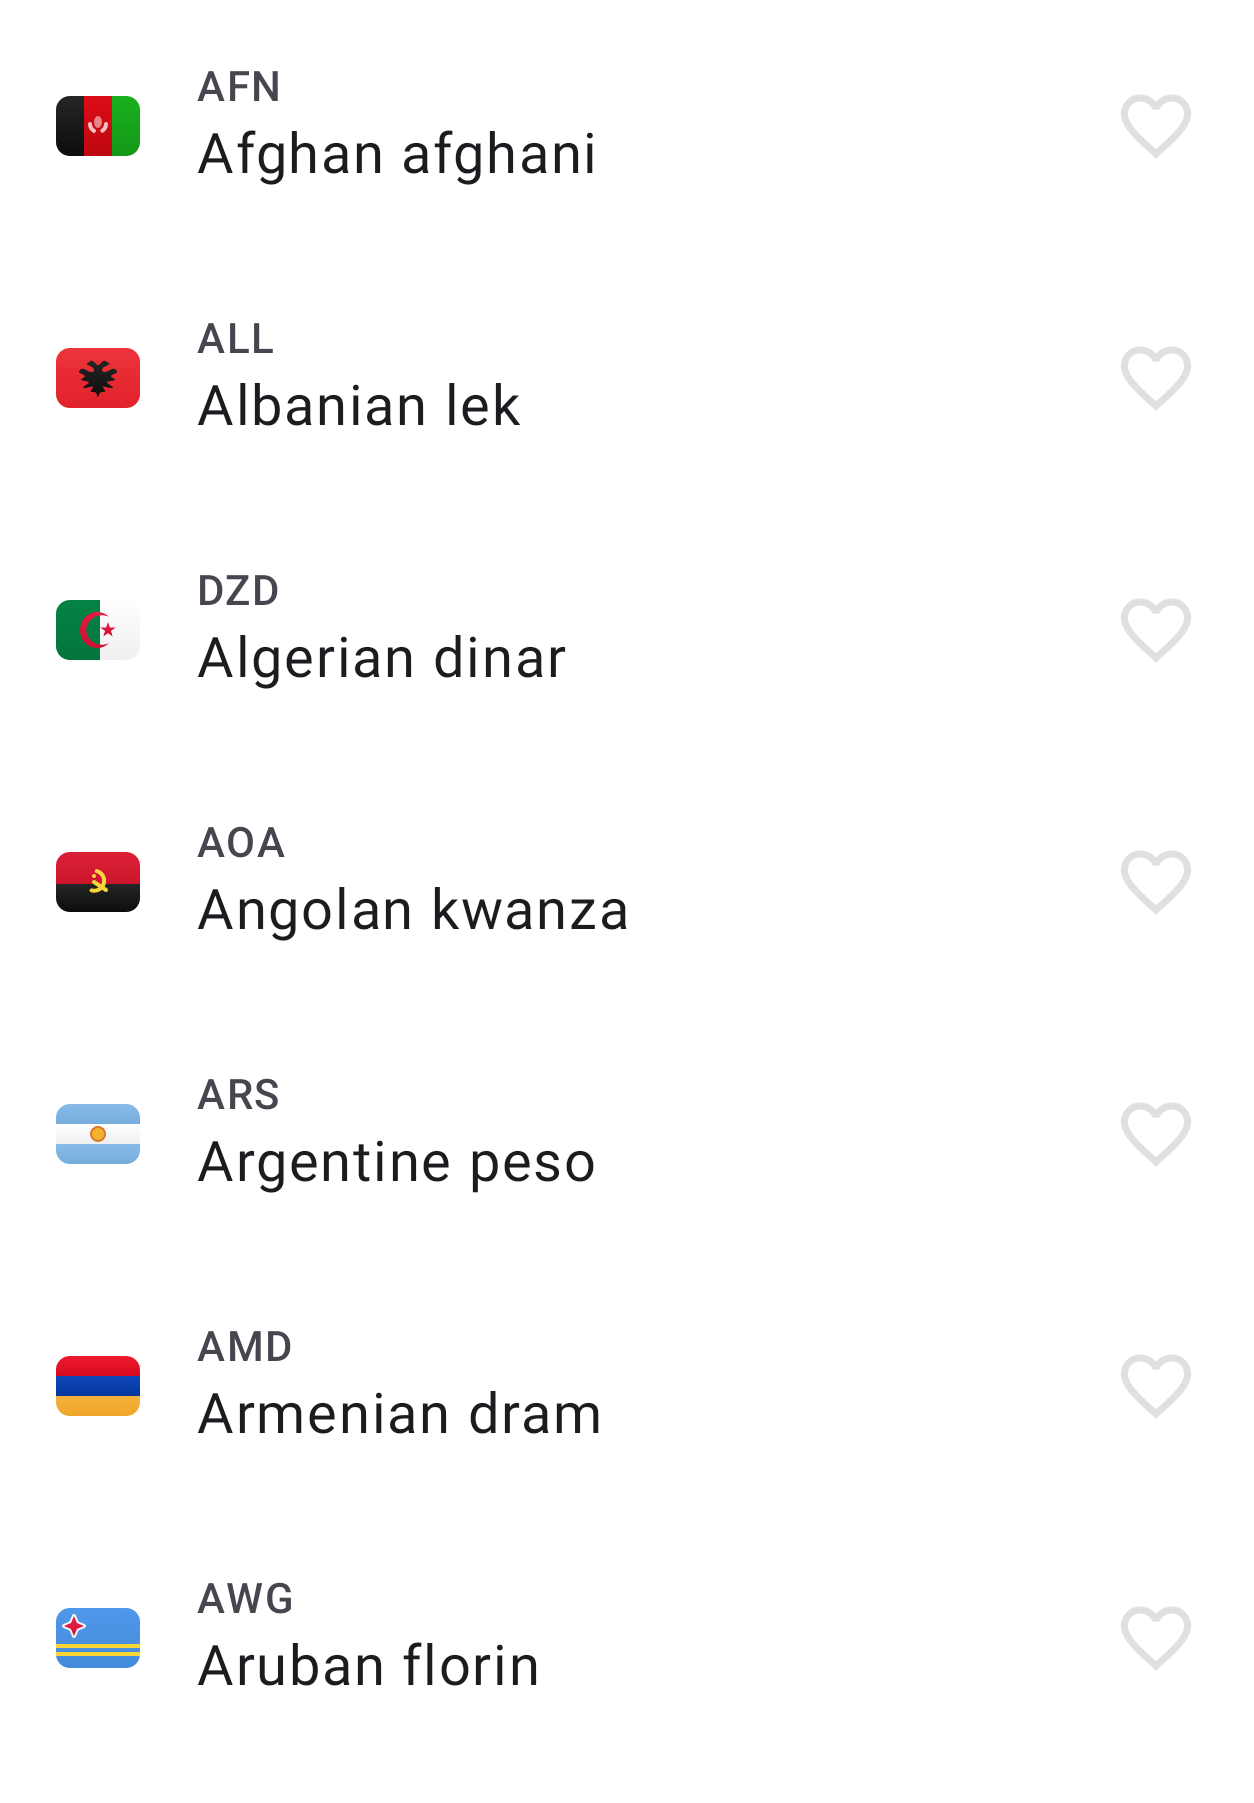 AFN
Afghan afghani
ALL
Albanian lek
DZD
Algerian dinar
AOA
Angolan kwanza
ARS
Argentine peso
AMD
Armenian dram
AWG
Aruban florin